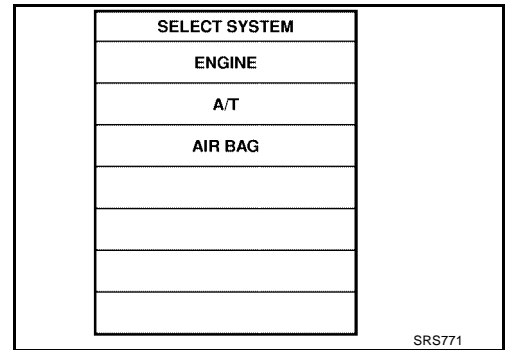 SELECT SYSTEM
ENGINE
A/T
AIR BAG
SRS771